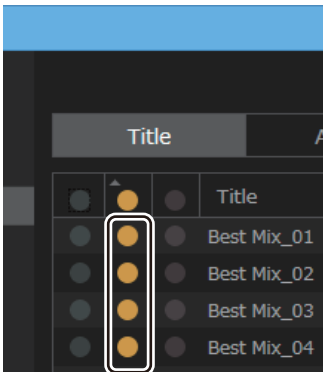 Title
A
Title
Best Mix_01
Best Mix_02
Best Mix_03
Best Mix_04